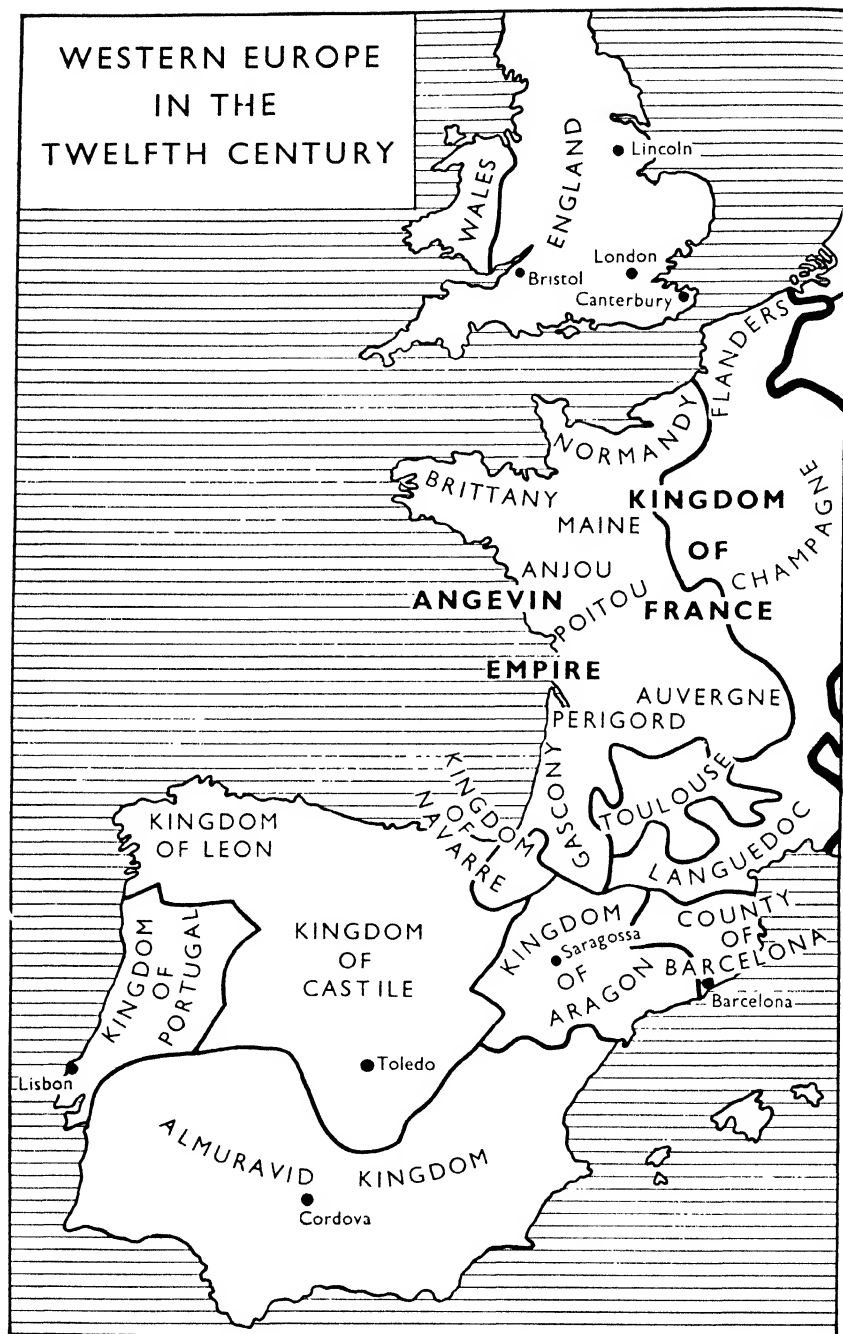 WESTERN EUROPE
IN THE
TWELFTH CENTURY
Lincoln
WALES
ENGLAND
London
Bristol
Canterbury
FLANDERS
NORMANDY
BRITTANY
KINGDOM
OF
FRANCE
MAINE
CHAMPAGNE
ANJOU
ANGEVIN
EMPIRE
POITOU
AUVERGNE
PERIGORD
GASCONY
TOULOUSE
LANGUEDOC
KINGDOM
OF
NAVARRE
KINGDOM
OF LEON
KINGDOM
OF
PORTUGAL
KINGDOM
OF
CASTILE
KINGDOM
Saragossa
OF
ARAGON
COUNTY
OF
BARCELONA
Barcelona
Toledo
Lisbon
ALMURAVID KINGDOM
Cordova